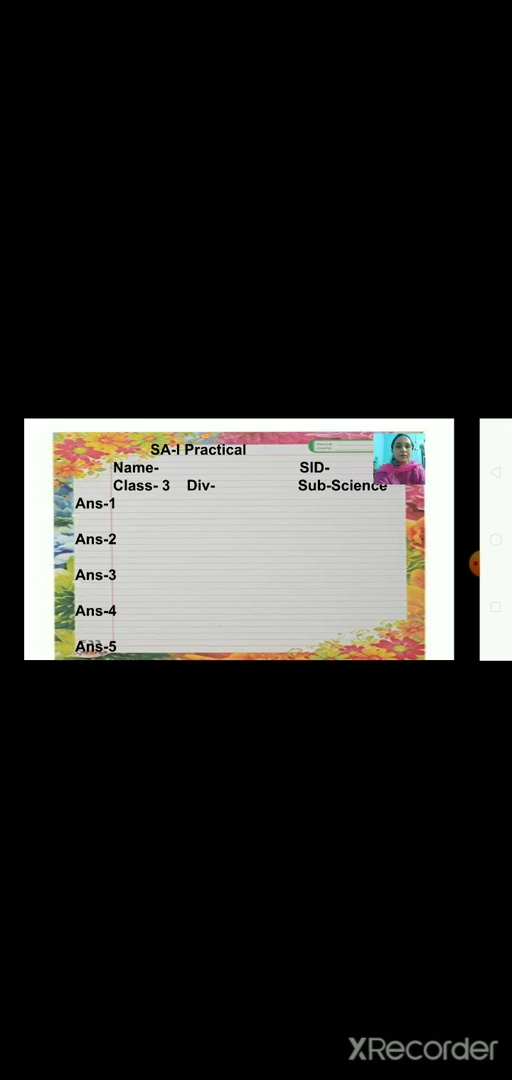 SA-I Practical
Name- SID-
Class- 3 Div- Sub-Science
Ans-1
Ans-2
Ans-3
Ans-4
Ans-5
XRecorder